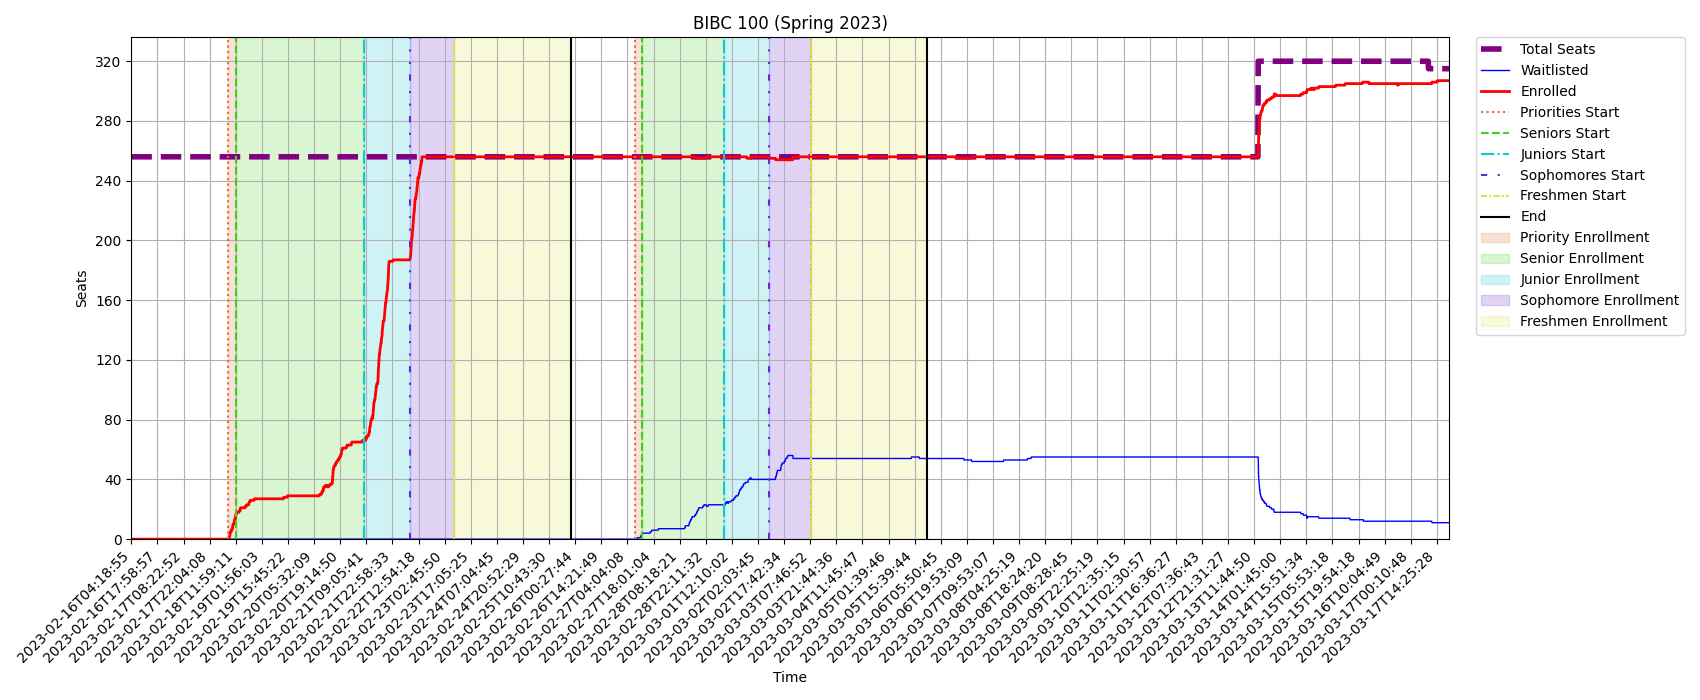 BIBC 100 (Spring 2023)
Seats
320
280
240
200
160
120
80
40
0
2023-02-16T04:18:55
2023-02-16T17:58:57
2023-02-17T08:22:52
2023-02-17T22:04:08
2023-02-18T11:59:11
2023-02-19T01:56:03
2023-02-19T15:45:22
2023-02-20T05:32:09
2023-02-20T19:14:50
2023-02-21T09:05:41
2023-02-21T22:58:33
2023-02-22T12:54:18
2023-02-23T02:45:50
2023-02-23T17:05:25
2023-02-24T07:04:45
2023-02-24T20:52:29
2023-02-25T10:43:30
2023-02-26T00:27:44
2023-02-26T14:21:49
2023-02-27T04:04:08
2023-02-27T18:01:04
2023-02-28T08:18:21
2023-02-28T22:11:32
2023-03-01T12:10:02
2023-03-02T02:03:45
2023-03-02T17:42:34
2023-03-03T07:46:52
2023-03-03T21:44:36
2023-03-04T11:45:47
2023-03-05T01:39:46
2023-03-05T15:39:44
2023-03-06T05:50:45
2023-03-06T19:53:09
2023-03-07T09:53:07
2023-03-08T04:25:19
2023-03-08T18:24:20
2023-03-09T08:28:45
2023-03-09T22:25:19
2023-03-10T12:35:15
2023-03-11T02:30:57
2023-03-11T16:36:27
2023-03-12T07:36:43
2023-03-12T21:31:27
2023-03-13T11:44:50
2023-03-14T01:45:00
2023-03-14T15:51:34
2023-03-15T05:53:18
2023-03-15T19:54:18
2023-03-16T10:04:49
2023-03-17T00:10:48
2023-03-17T14:25:28
Time
Total Seats
Waitlisted
Enrolled
Priorities Start
Seniors Start
Juniors Start
Sophomores Start
Freshmen Start
End
Priority Enrollment
Senior Enrollment
Junior Enrollment
Sophomore Enrollment
Freshmen Enrollment